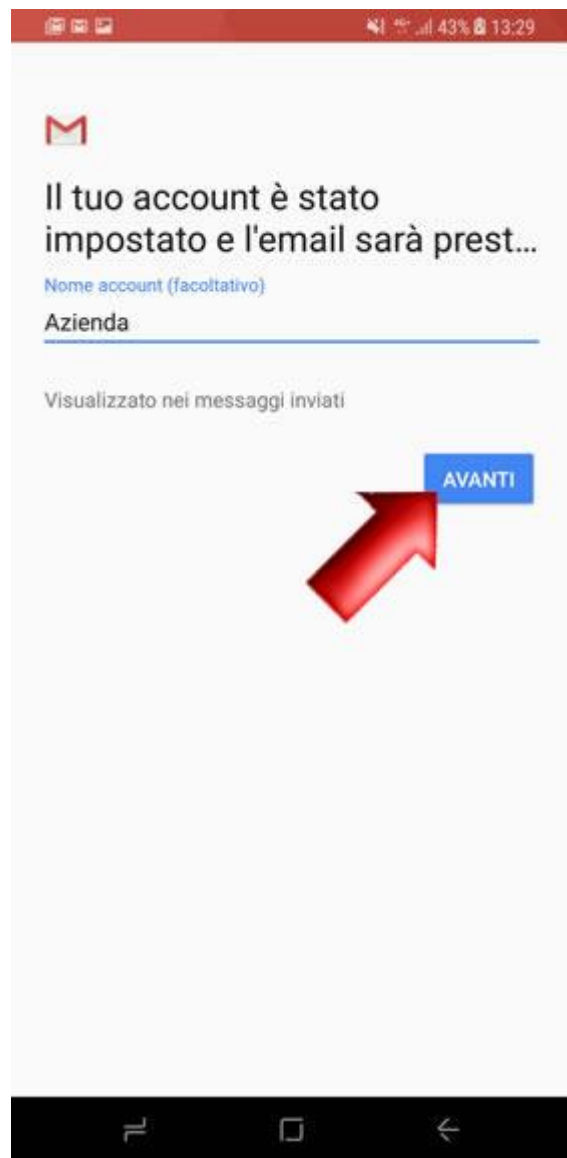 43% 13:29
Il tuo account è stato
impostato e l'email sarà prest...
Nome account (facoltativo)
Azienda
Visualizzato nei messaggi inviati
AVANTI